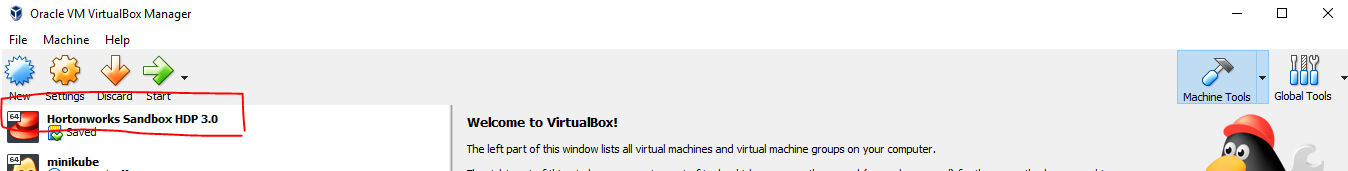 Oracle VM VirtualBox Manager
File Machine Help
New Settings Discard Start Machine Tools Global Tools
64 Hortonworks Sandbox HDP 3.0
Saved
Welcome to VirtualBox!
The left part of this window lists all virtual machines and virtual machine groups on your computer.
64 minikube